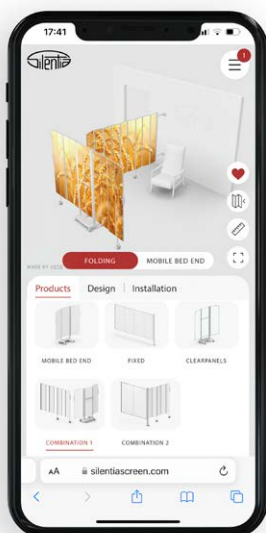 17:41
Silentia
1
FOLDING
MOBILE BED END
MADE BY
Products
Design
Installation
MOBILE BED END
FIXED
CLEARPANELS
COMBINATION 1
COMBINATION 2
AA
silentiascreen.com